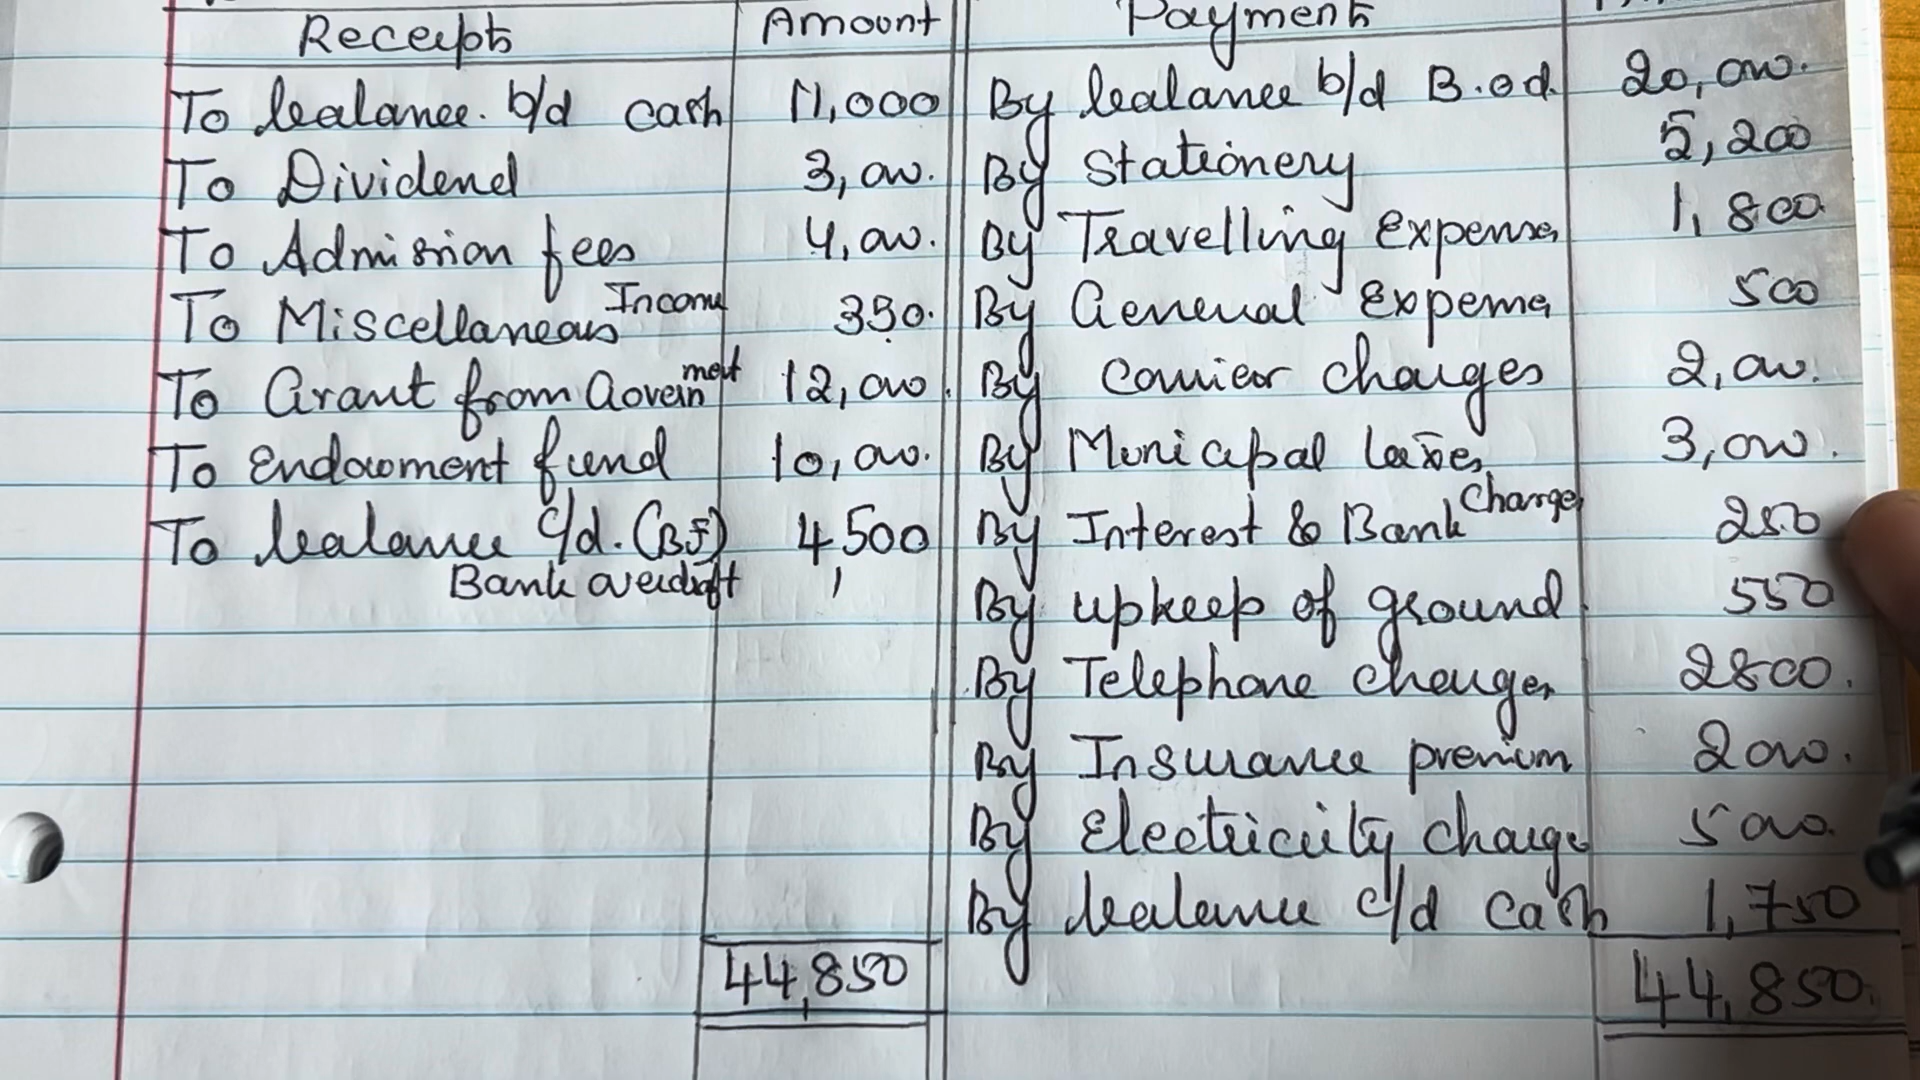 Receipts Amount Payments
To balance b/d cash 11,000 By balance b/d B.o.d. 20,000.
To Dividend 3,000. By Stationery 5,200
To Admission fees 4,000. By Travelling Expenses 1,800
To Miscellaneous Income 350. By General Expenses 500
To Grant from Government 12,000. By Courier charges 2,000.
To Endowment fund 10,000. By Municipal taxes 3,000.
To balance c/d. (BF) 4,500 By Interest & Bank Charges 250
Bank overdraft By upkeep of ground 550
By Telephone charges 2800.
By Insurance premium 2000.
By Electricity charge 5000.
By balance c/d cash 1,750
44,850 44,850.